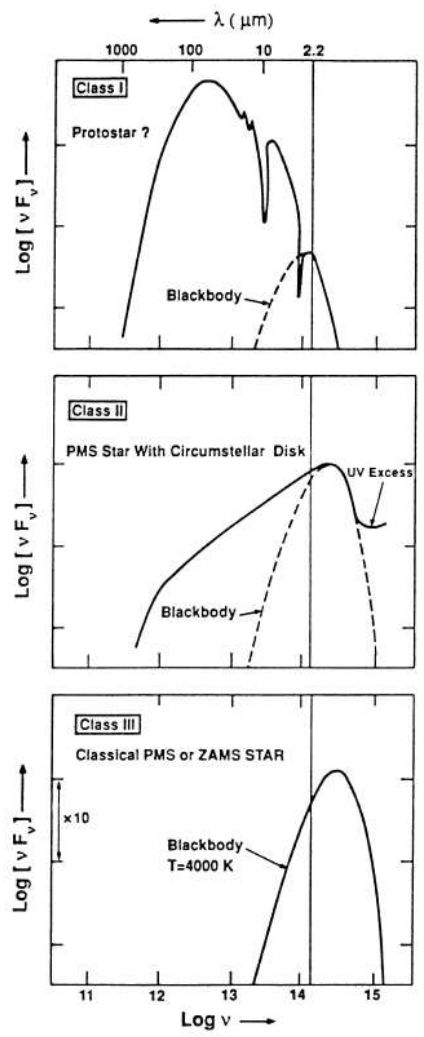 ← λ ( μm)
1000 100 10 2.2
Class I
Protostar ?
Blackbody
Log [ ν Fν] →
Class II
PMS Star With Circumstellar Disk
UV Excess
Blackbody
Log [ ν Fν] →
Class III
Classical PMS or ZAMS STAR
×10
Blackbody
T=4000 K
Log [ ν Fν] →
11 12 13 14 15
Log ν →